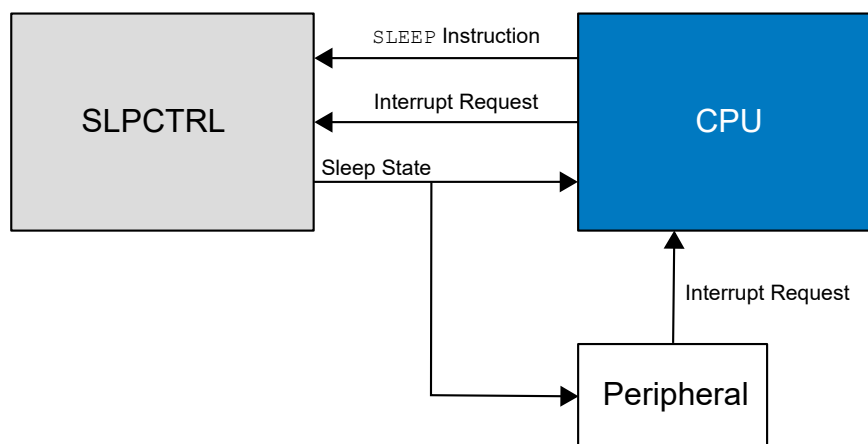 SLEEP Instruction
SLPCTRL
Interrupt Request
CPU
Sleep State
Interrupt Request
Peripheral